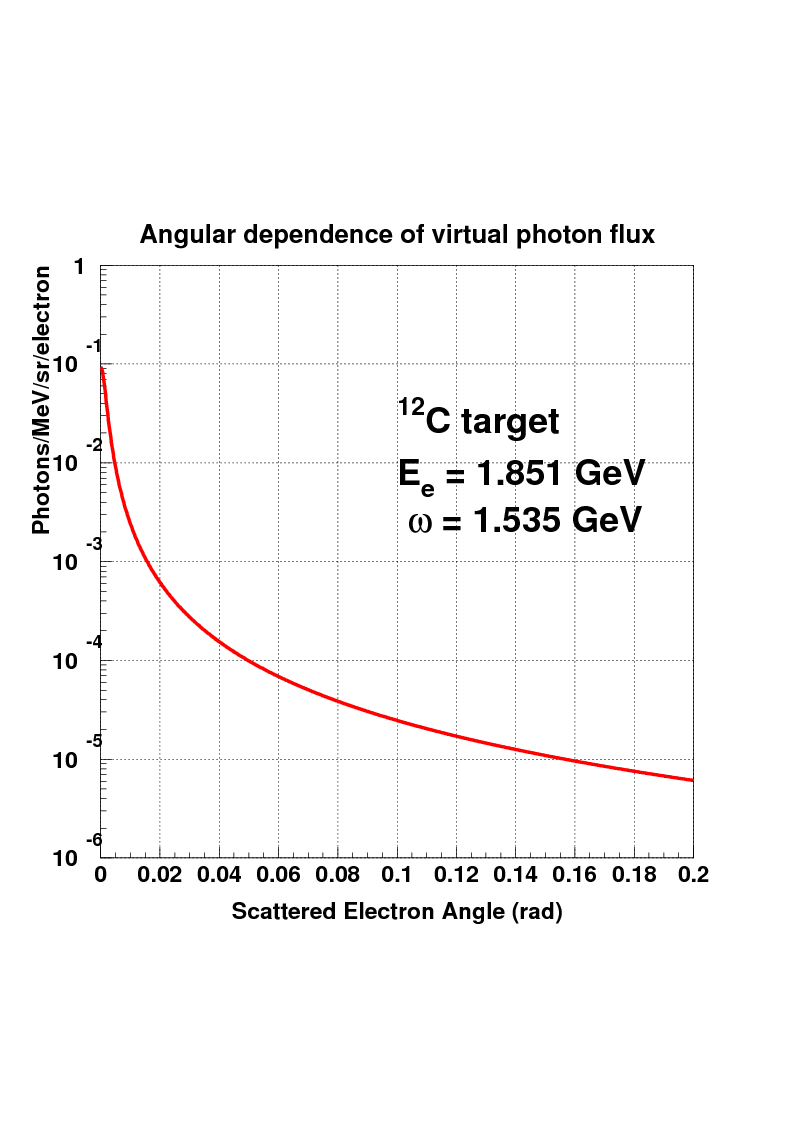 Angular dependence of virtual photon flux
Photons/MeV/sr/electron
1
10 -1
10 -2
10 -3
10 -4
10 -5
10 -6
12C target
Ee = 1.851 GeV
ω = 1.535 GeV
0 0.02 0.04 0.06 0.08 0.1 0.12 0.14 0.16 0.18 0.2
Scattered Electron Angle (rad)